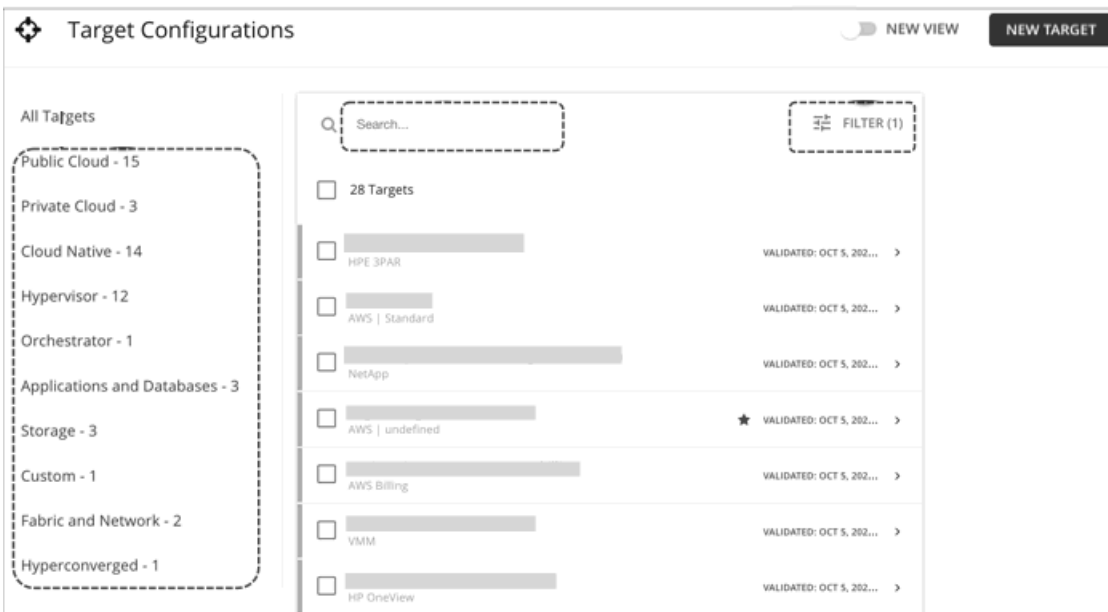 Target Configurations
NEW VIEW
NEW TARGET
All Targets
Public Cloud - 15
Private Cloud - 3
Cloud Native - 14
Hypervisor - 12
Orchestrator - 1
Applications and Databases - 3
Storage - 3
Custom - 1
Fabric and Network - 2
Hyperconverged - 1
Search...
FILTER (1)
28 Targets
HPE 3PAR
VALIDATED: OCT 5, 202...
AWS | Standard
VALIDATED: OCT 5, 202...
NetApp
VALIDATED: OCT 5, 202...
AWS | undefined
VALIDATED: OCT 5, 202...
AWS Billing
VALIDATED: OCT 5, 202...
VMM
VALIDATED: OCT 5, 202...
HP OneView
VALIDATED: OCT 5, 202...